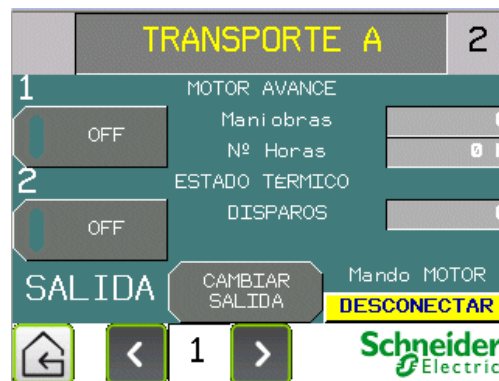 TRANSPORTE A
2
1
MOTOR AVANCE
OFF
Maniobras
Nº Horas
0
2
ESTADO TÉRMICO
OFF
DISPAROS
SALIDA
CAMBIAR
SALIDA
Mando MOTOR
DESCONECTAR
<
1
>
Schneider
Electric